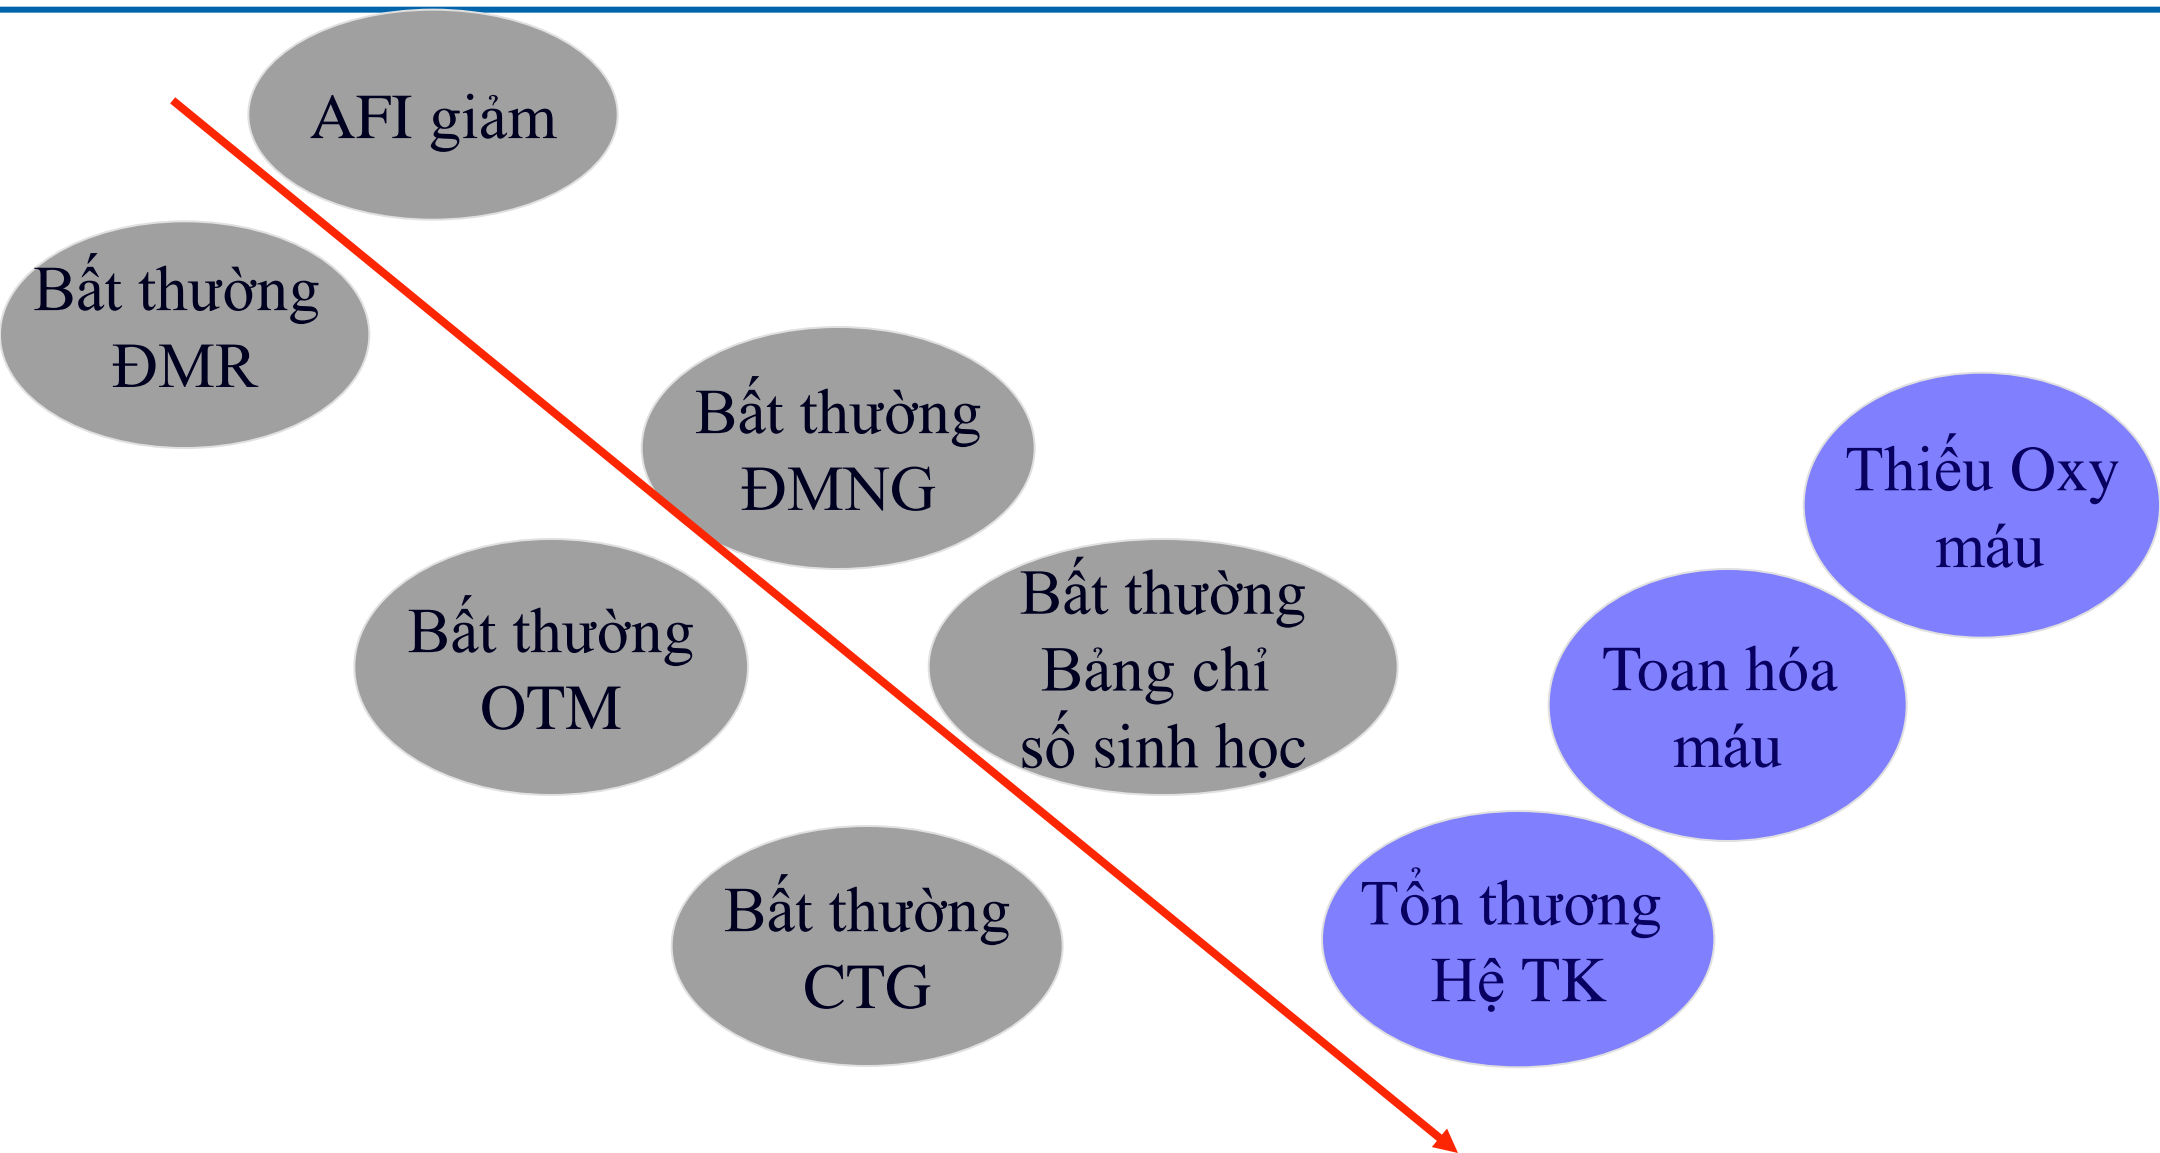 AFI giảm
Bất thường
ĐMR
Bất thường
ĐMNG
Thiếu Oxy
máu
Bất thường
OTM
Bất thường
Bảng chỉ
số sinh học
Toan hóa
máu
Bất thường
CTG
Tổn thương
Hệ TK